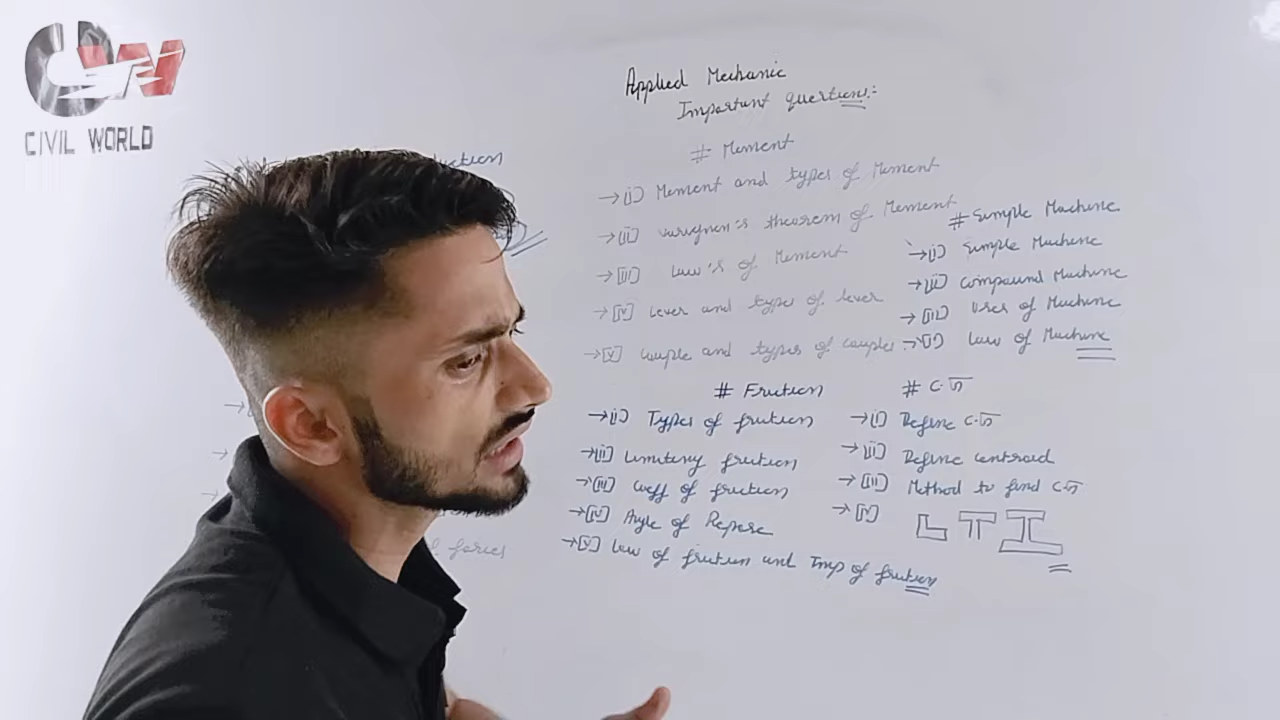 CW
CIVIL WORLD
Applied Mechanic
Important question:-
# Moment
→(i) Moment and types of Moment
→[ii] varignon's theorem of Moment
→[iii] law's of Moment
→[iv] lever and type of lever
→[v] couple and types of couple
# Simple Machine
→(i) Simple Machine
→(ii) compound Machine
→[iii] Uses of Machine
→[iv] law of Machine
# Friction
→(i) Types of friction
→[ii] limiting friction
→[iii] Coeff of friction
→[iv] Angle of Repose
→[v] law of friction and Imp of friction
# C.G
→(i) Define C.G
→[ii] Define centroid
→[iii] Method to find C.G
→[iv]
of forces